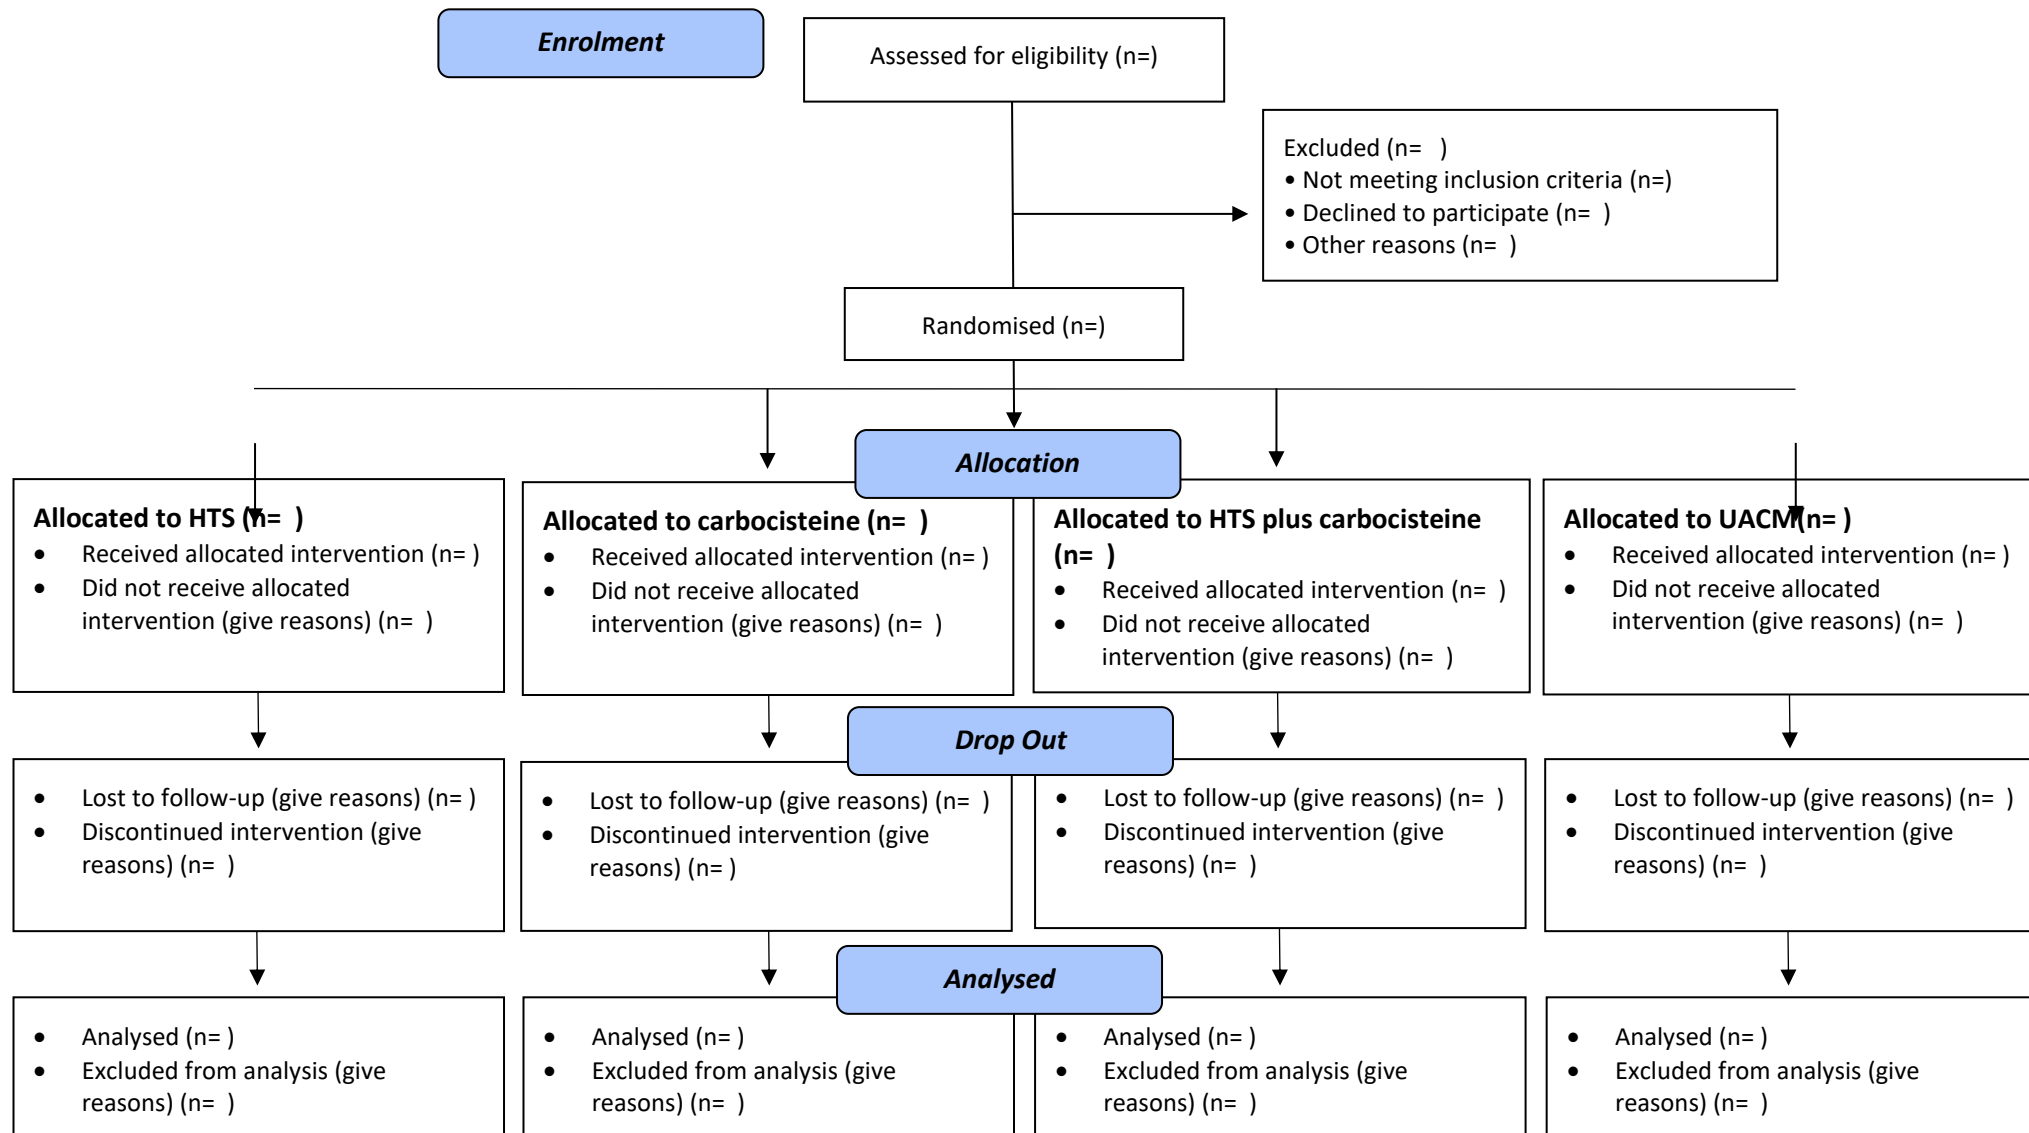 Enrolment
Assessed for eligibility (n=)
Excluded (n=   )
• Not meeting inclusion criteria (n=)
• Declined to participate (n=  )
• Other reasons (n=  )
Randomised (n=)
Allocation
Allocated to HTS (n=  )
• Received allocated intervention (n= )
• Did not receive allocated
intervention (give reasons) (n=  )
Allocated to carbocisteine (n=  )
• Received allocated intervention (n=  )
• Did not receive allocated
intervention (give reasons) (n=  )
Allocated to HTS plus carbocisteine
(n=  )
• Received allocated intervention (n=  )
• Did not receive allocated
intervention (give reasons) (n=  )
Allocated to UACM(n= )
• Received allocated intervention (n=  )
• Did not receive allocated
intervention (give reasons) (n=  )
Drop Out
• Lost to follow-up (give reasons) (n= )
• Discontinued intervention (give
reasons) (n=  )
• Lost to follow-up (give reasons) (n=  )
• Discontinued intervention (give
reasons) (n= )
• Lost to follow-up (give reasons) (n=  )
• Discontinued intervention (give
reasons) (n=  )
• Lost to follow-up (give reasons) (n=  )
• Discontinued intervention (give
reasons) (n=  )
Analysed
• Analysed (n= )
• Excluded from analysis (give
reasons) (n=  )
• Analysed (n= )
• Excluded from analysis (give
reasons) (n=  )
• Analysed (n= )
• Excluded from analysis (give
reasons) (n=  )
• Analysed (n= )
• Excluded from analysis (give
reasons) (n=  )